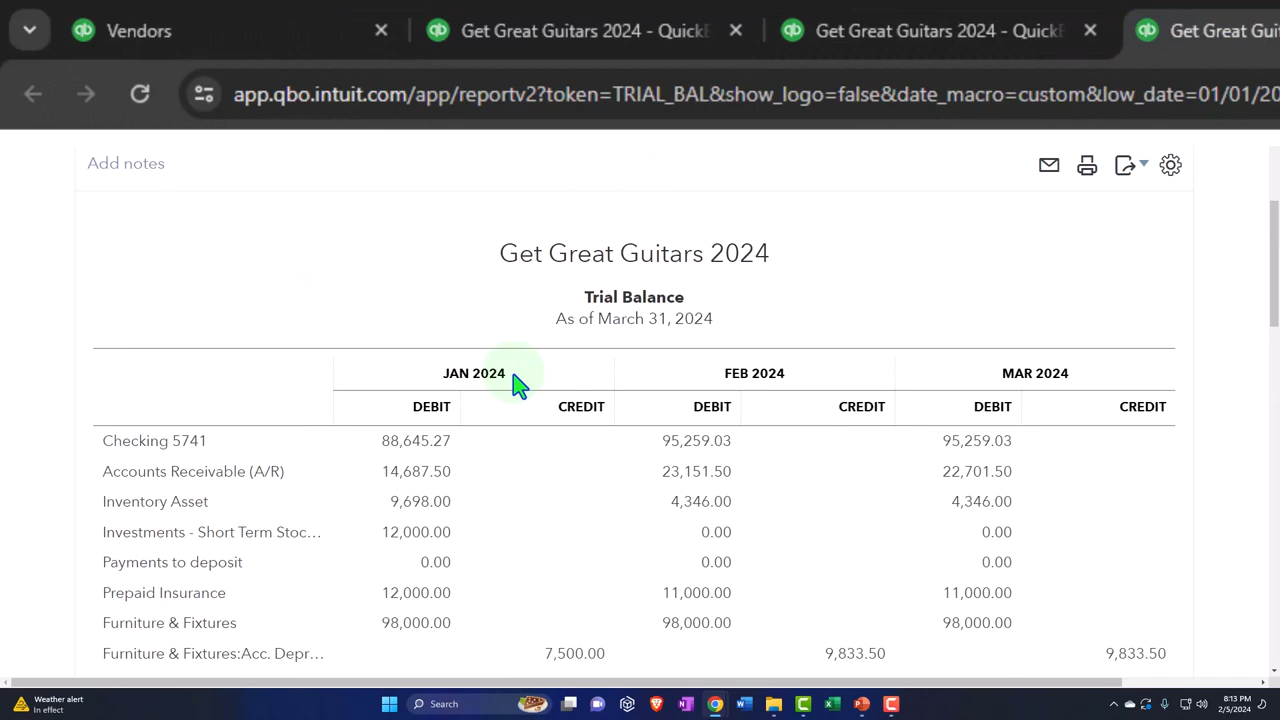 Vendors
Get Great Guitars 2024 - QuickB
Get Great Guitars 2024 - QuickB
Get Great Gui
app.qbo.intuit.com/app/reportv2?token=TRIAL_BAL&show_logo=false&date_macro=custom&low_date=01/01/20
Add notes
Get Great Guitars 2024
Trial Balance
As of March 31, 2024
JAN 2024 FEB 2024 MAR 2024
DEBIT CREDIT DEBIT CREDIT DEBIT CREDIT
Checking 5741 88,645.27 95,259.03 95,259.03
Accounts Receivable (A/R) 14,687.50 23,151.50 22,701.50
Inventory Asset 9,698.00 4,346.00 4,346.00
Investments - Short Term Stoc... 12,000.00 0.00 0.00
Payments to deposit 0.00 0.00 0.00
Prepaid Insurance 12,000.00 11,000.00 11,000.00
Furniture & Fixtures 98,000.00 98,000.00 98,000.00
Furniture & Fixtures:Acc. Depr... 7,500.00 9,833.50 9,833.50
Weather alert
In effect
Search
8:13 PM
2/5/2024